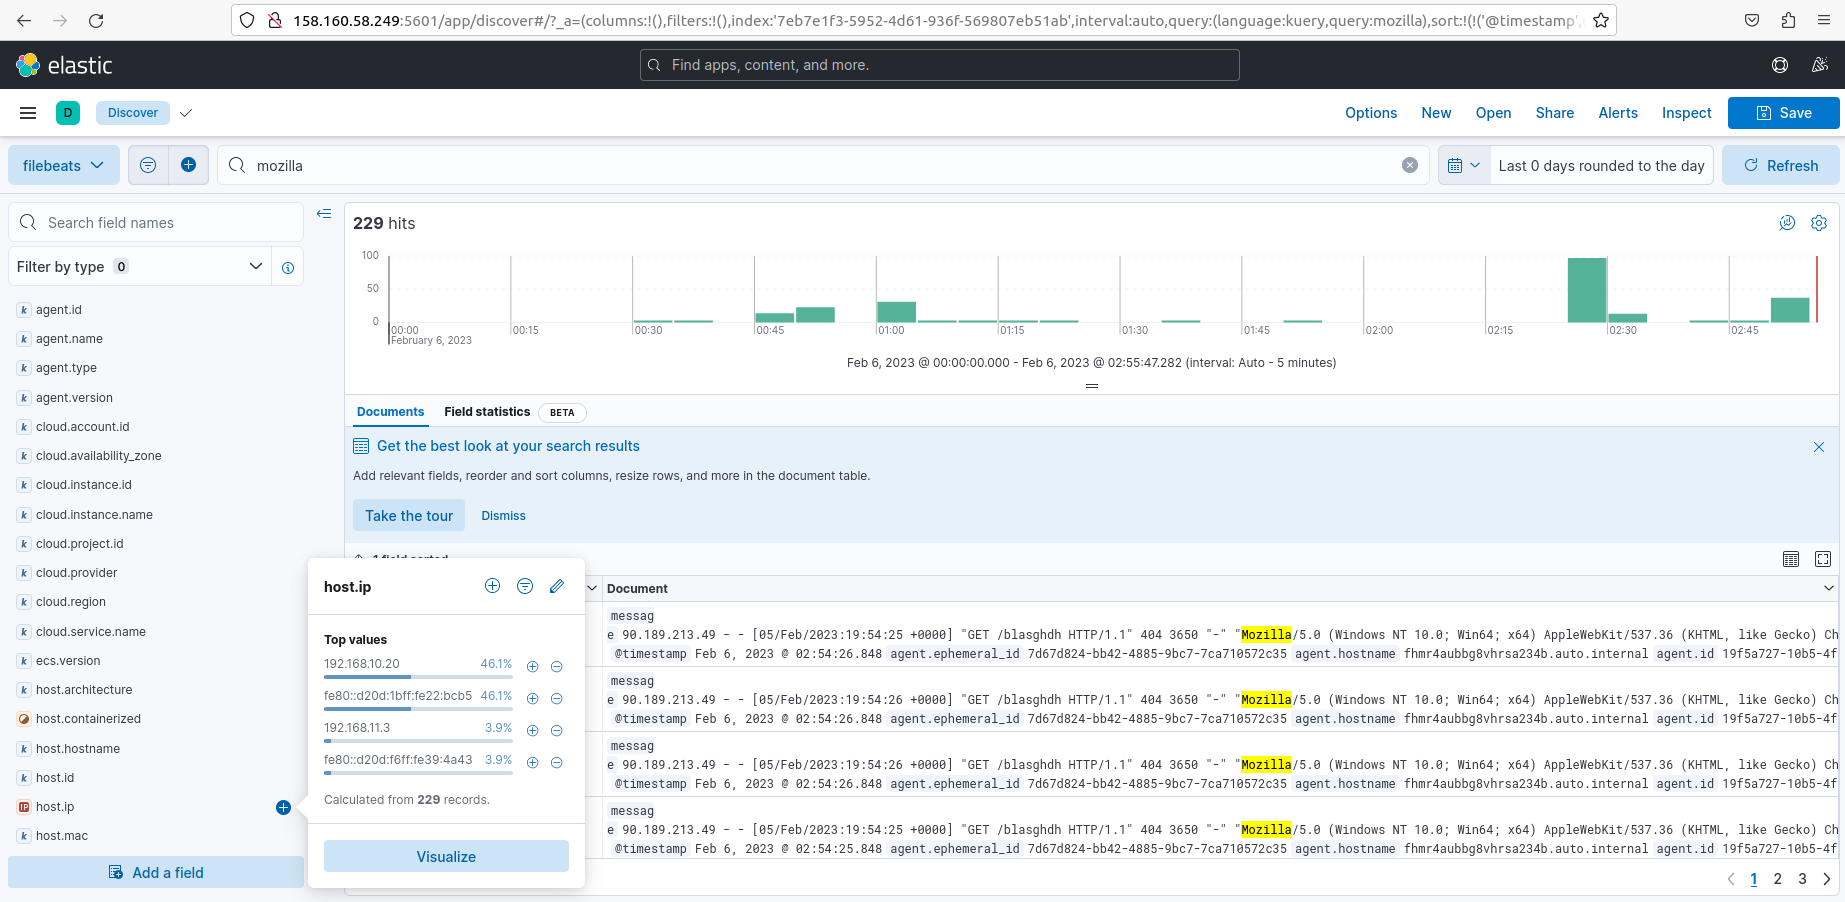 158.160.58.249:5601/app/discover#/?_a=(columns:!(),filters:!(),index:'7eb7e1f3-5952-4d61-936f-569807eb51ab',interval:auto,query:(language:kuery,query:mozilla),sort:!(!('@timestamp',
elastic
Find apps, content, and more.
D Discover
Options New Open Share Alerts Inspect Save
filebeats
mozilla
Last 0 days rounded to the day
Refresh
Search field names
Filter by type 0
agent.id
agent.name
agent.type
agent.version
cloud.account.id
cloud.availability_zone
cloud.instance.id
cloud.instance.name
cloud.project.id
cloud.provider
cloud.region
cloud.service.name
ecs.version
host.architecture
host.containerized
host.hostname
host.id
host.ip
host.mac
Add a field
229 hits
100
50
0
00:00 00:15 00:30 00:45 01:00 01:15 01:30 01:45 02:00 02:15 02:30 02:45
February 6, 2023
Feb 6, 2023 @ 00:00:00.000 - Feb 6, 2023 @ 02:55:47.282 (interval: Auto - 5 minutes)
Documents Field statistics BETA
Get the best look at your search results
Add relevant fields, reorder and sort columns, resize rows, and more in the document table.
Take the tour Dismiss
1 field sorted
host.ip
Top values
192.168.10.20 46.1%
fe80::d20d:1bff:fe22:bcb5 46.1%
192.168.11.3 3.9%
fe80::d20d:f6ff:fe39:4a43 3.9%
Calculated from 229 records.
Visualize
Document
messag
e 90.189.213.49 - - [05/Feb/2023:19:54:25 +0000] "GET /blasghdh HTTP/1.1" 404 3650 "-" "Mozilla/5.0 (Windows NT 10.0; Win64; x64) AppleWebKit/537.36 (KHTML, like Gecko) Ch
@timestamp Feb 6, 2023 @ 02:54:26.848 agent.ephemeral_id 7d67d824-bb42-4885-9bc7-7ca710572c35 agent.hostname fhmr4aubbg8vhrsa234b.auto.internal agent.id 19f5a727-10b5-4f
messag
e 90.189.213.49 - - [05/Feb/2023:19:54:26 +0000] "GET /blasghdh HTTP/1.1" 404 3650 "-" "Mozilla/5.0 (Windows NT 10.0; Win64; x64) AppleWebKit/537.36 (KHTML, like Gecko) Ch
@timestamp Feb 6, 2023 @ 02:54:26.848 agent.ephemeral_id 7d67d824-bb42-4885-9bc7-7ca710572c35 agent.hostname fhmr4aubbg8vhrsa234b.auto.internal agent.id 19f5a727-10b5-4f
messag
e 90.189.213.49 - - [05/Feb/2023:19:54:26 +0000] "GET /blasghdh HTTP/1.1" 404 3650 "-" "Mozilla/5.0 (Windows NT 10.0; Win64; x64) AppleWebKit/537.36 (KHTML, like Gecko) Ch
@timestamp Feb 6, 2023 @ 02:54:26.848 agent.ephemeral_id 7d67d824-bb42-4885-9bc7-7ca710572c35 agent.hostname fhmr4aubbg8vhrsa234b.auto.internal agent.id 19f5a727-10b5-4f
messag
e 90.189.213.49 - - [05/Feb/2023:19:54:25 +0000] "GET /blasghdh HTTP/1.1" 404 3650 "-" "Mozilla/5.0 (Windows NT 10.0; Win64; x64) AppleWebKit/537.36 (KHTML, like Gecko) Ch
@timestamp Feb 6, 2023 @ 02:54:25.848 agent.ephemeral_id 7d67d824-bb42-4885-9bc7-7ca710572c35 agent.hostname fhmr4aubbg8vhrsa234b.auto.internal agent.id 19f5a727-10b5-4f
1 2 3